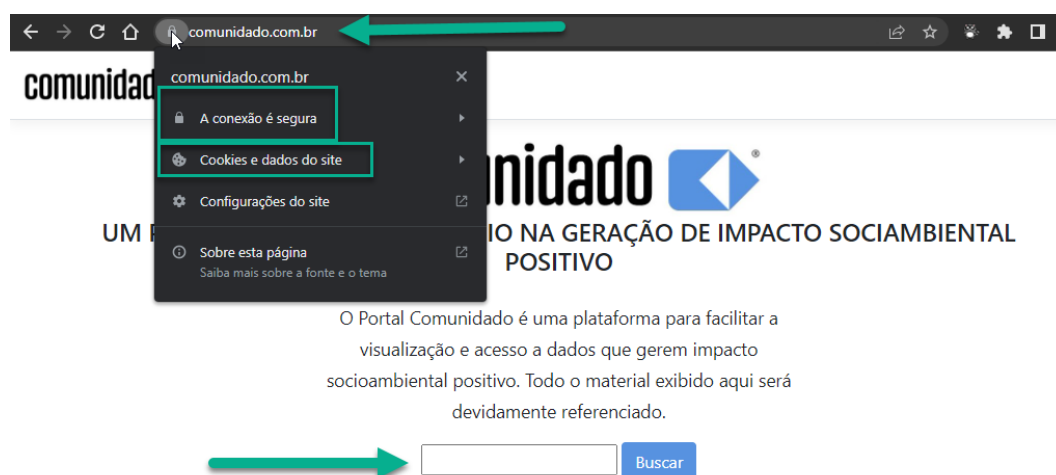 comunidado.com.br
comunidad
comunidado.com.br
A conexão é segura
Cookies e dados do site
Configurações do site
Sobre esta página
Saiba mais sobre a fonte e o tema
nidado ®
UM IO NA GERAÇÃO DE IMPACTO SOCIAMBIENTAL
POSITIVO
O Portal Comunidado é uma plataforma para facilitar a
visualização e acesso a dados que gerem impacto
socioambiental positivo. Todo o material exibido aqui será
devidamente referenciado.
Buscar